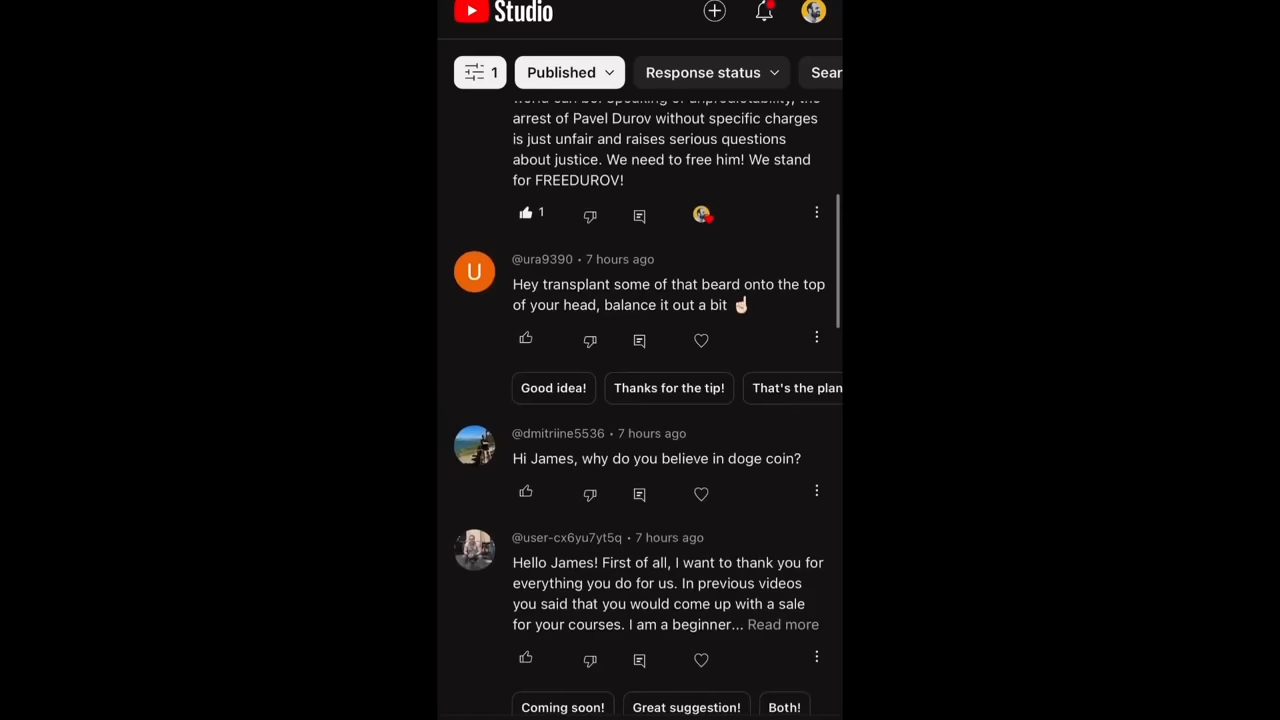 Studio
1 Published Response status Sear
world can be. Speaking of unpredictability, the
arrest of Pavel Durov without specific charges
is just unfair and raises serious questions
about justice. We need to free him! We stand
for FREEDUROV!
1
@ura9390 • 7 hours ago
U
Hey transplant some of that beard onto the top
of your head, balance it out a bit ☝🏻
Good idea! Thanks for the tip! That's the plan
@dmitriine5536 • 7 hours ago
Hi James, why do you believe in doge coin?
@user-cx6yu7yt5q • 7 hours ago
Hello James! First of all, I want to thank you for
everything you do for us. In previous videos
you said that you would come up with a sale
for your courses. I am a beginner... Read more
Coming soon! Great suggestion! Both!